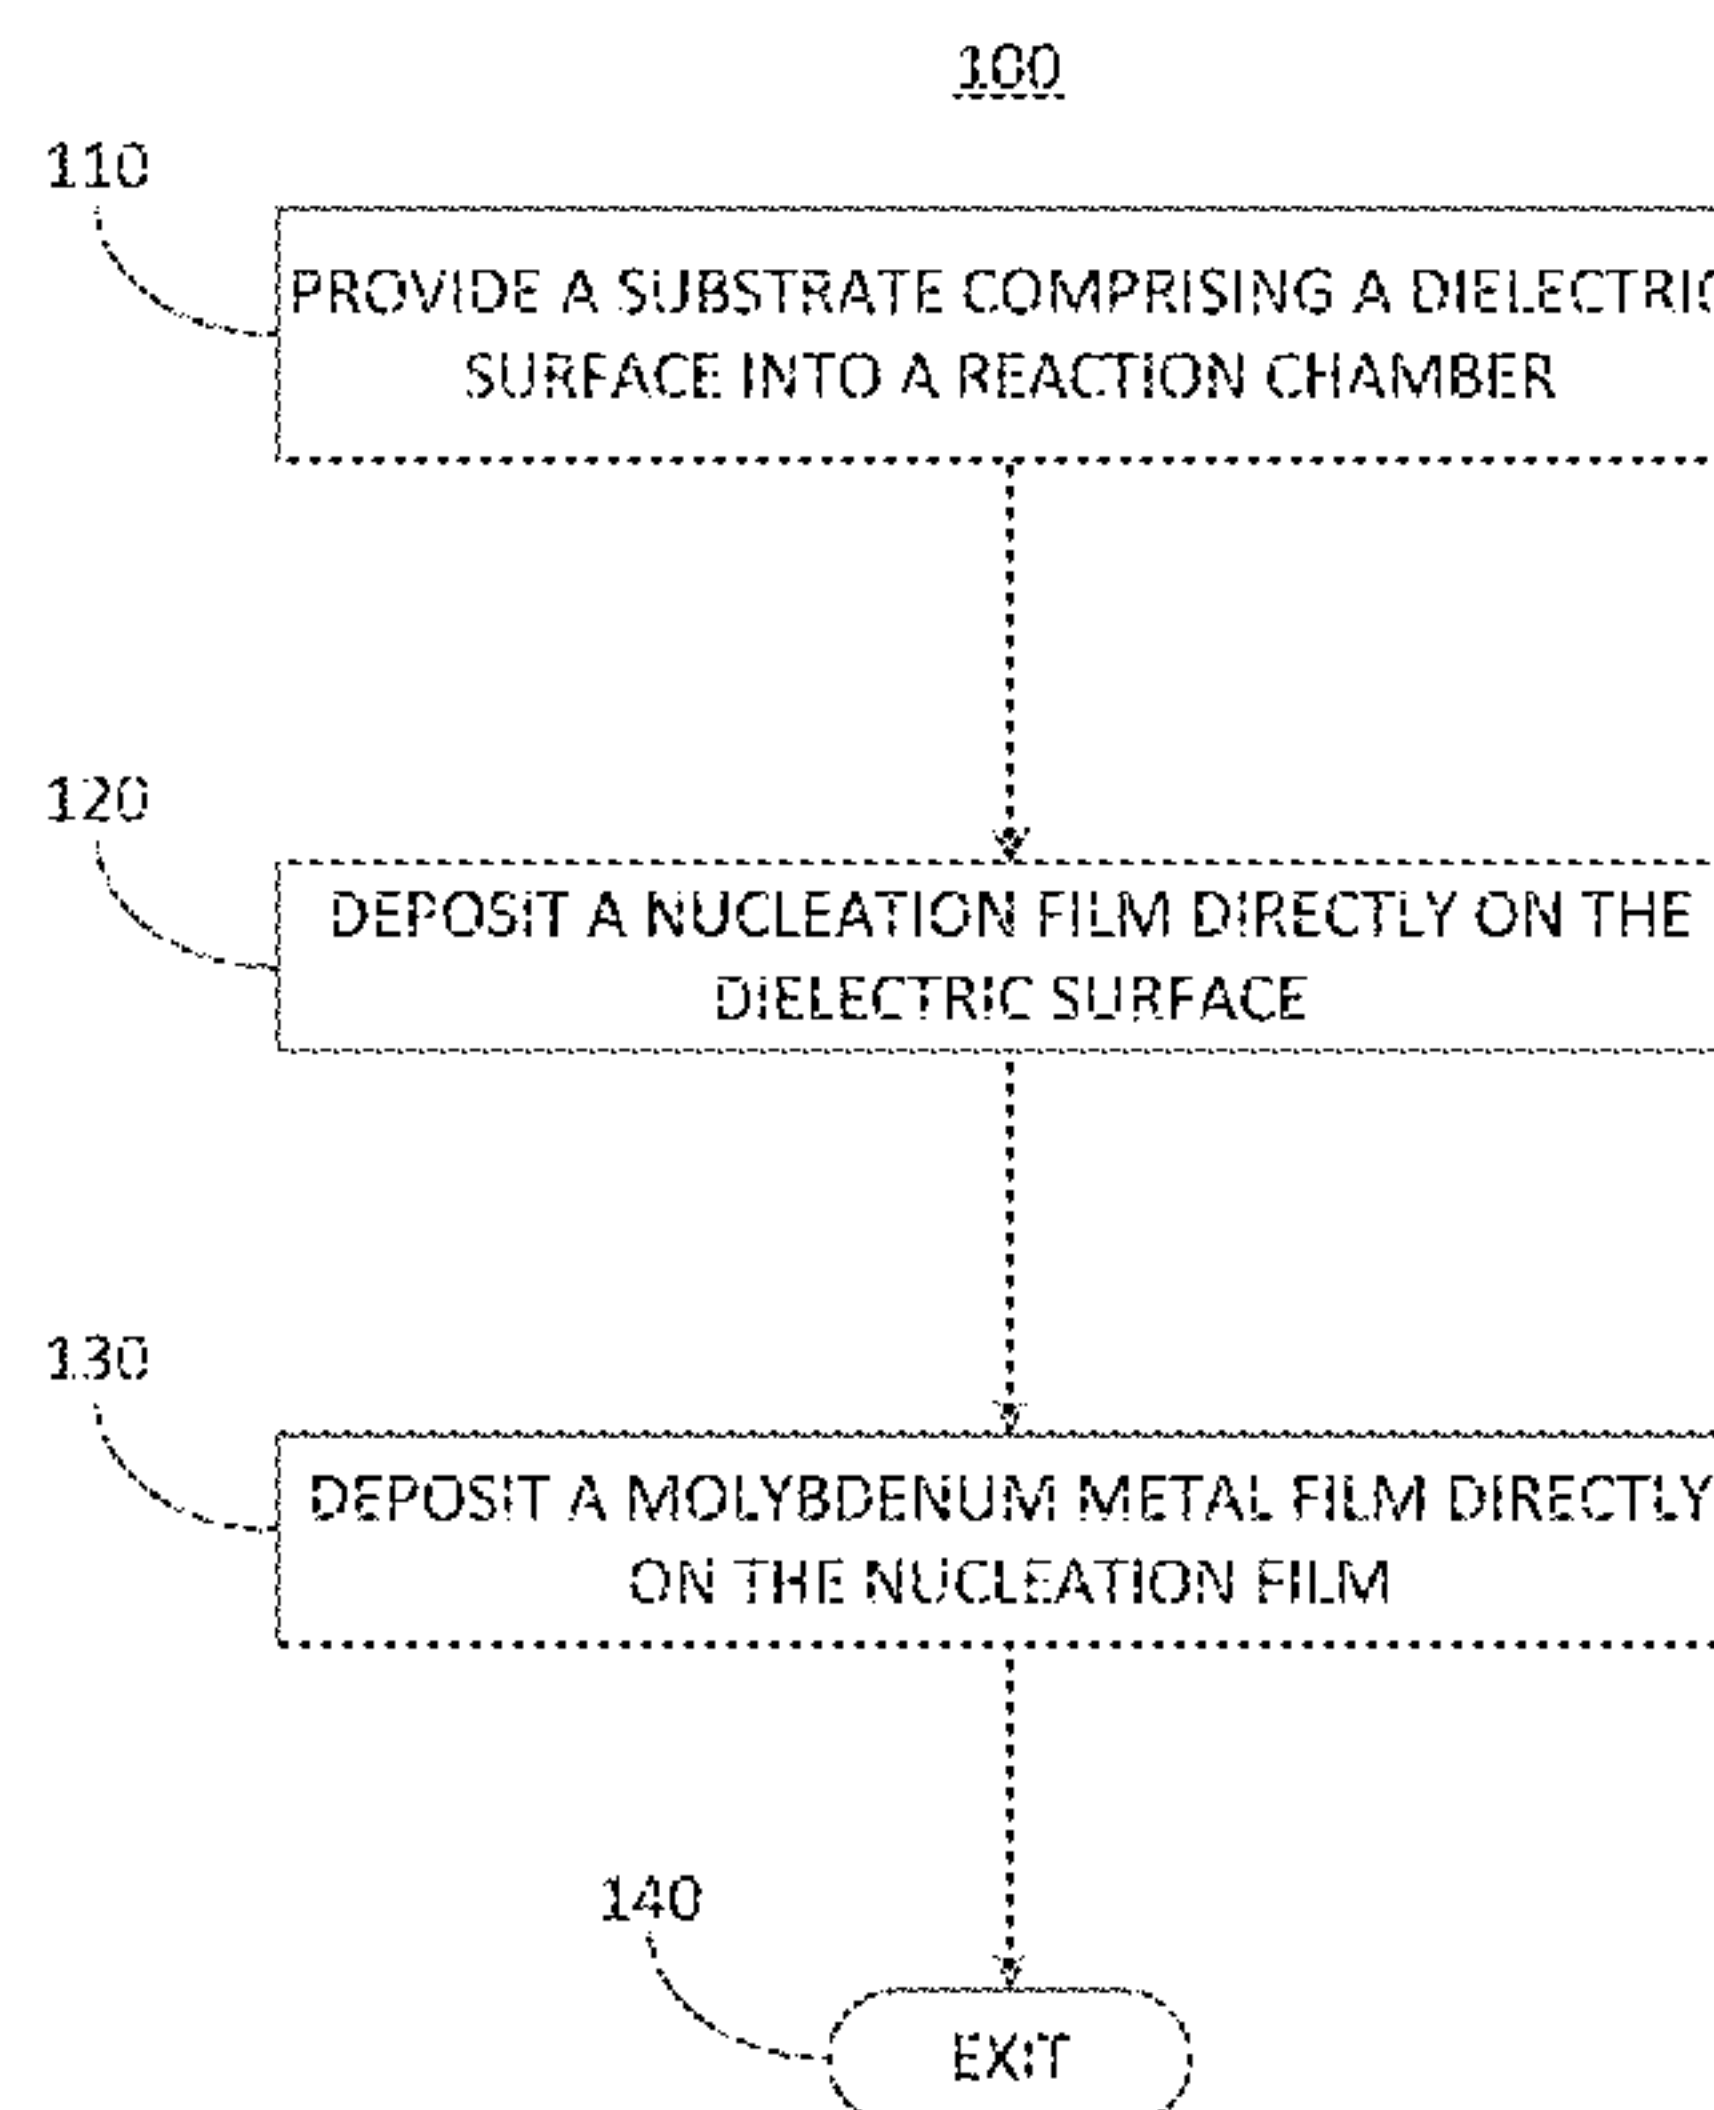 100
110
PROVIDE A SUBSTRATE COMPRISING A DIELECTRIC
SURFACE INTO A REACTION CHAMBER
120
DEPOSIT A NUCLEATION FILM DIRECTLY ON THE
DIELECTRIC SURFACE
130
DEPOSIT A MOLYBDENUM METAL FILM DIRECTLY
ON THE NUCLEATION FILM
140
EXIT